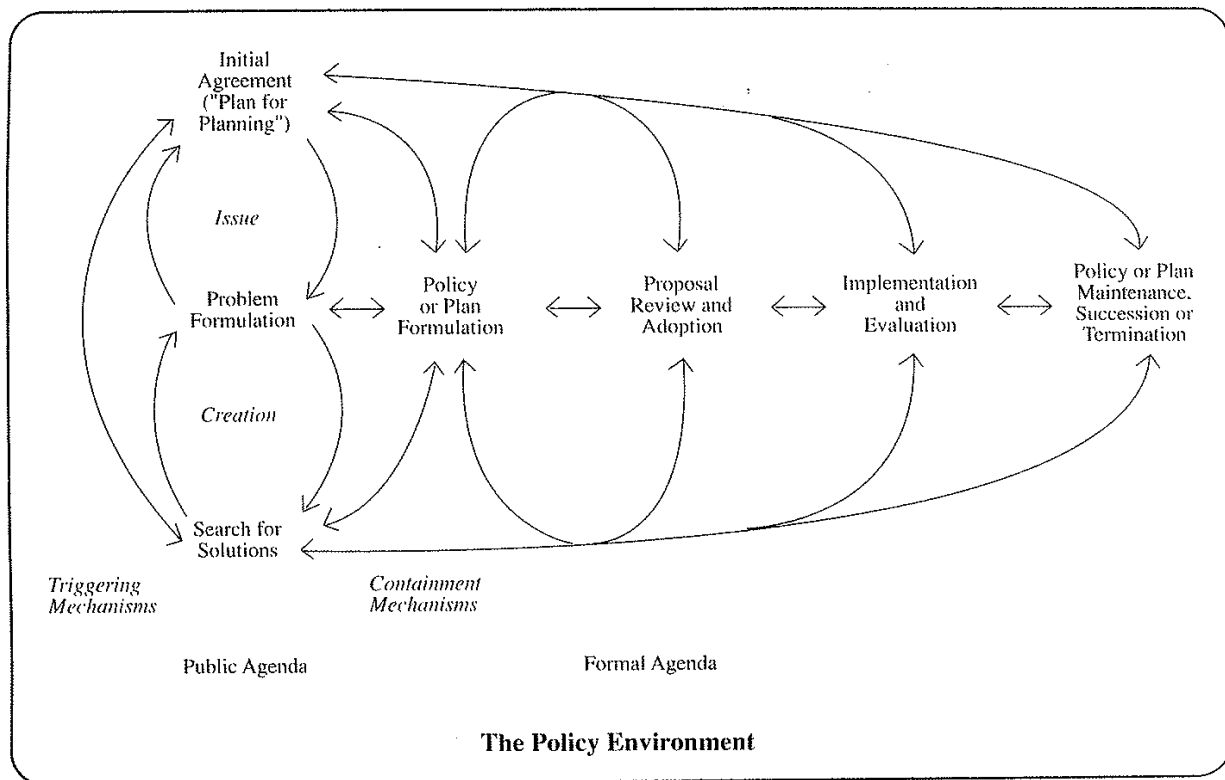 Initial
Agreement
("Plan for
Planning")
Issue
Problem
Formulation
Creation
Search for
Solutions
Policy
or Plan
Formulation
Proposal
Review and
Adoption
Implementation
and
Evaluation
Policy or Plan
Maintenance,
Succession or
Termination
Triggering
Mechanisms
Containment
Mechanisms
Public Agenda
Formal Agenda
The Policy Environment